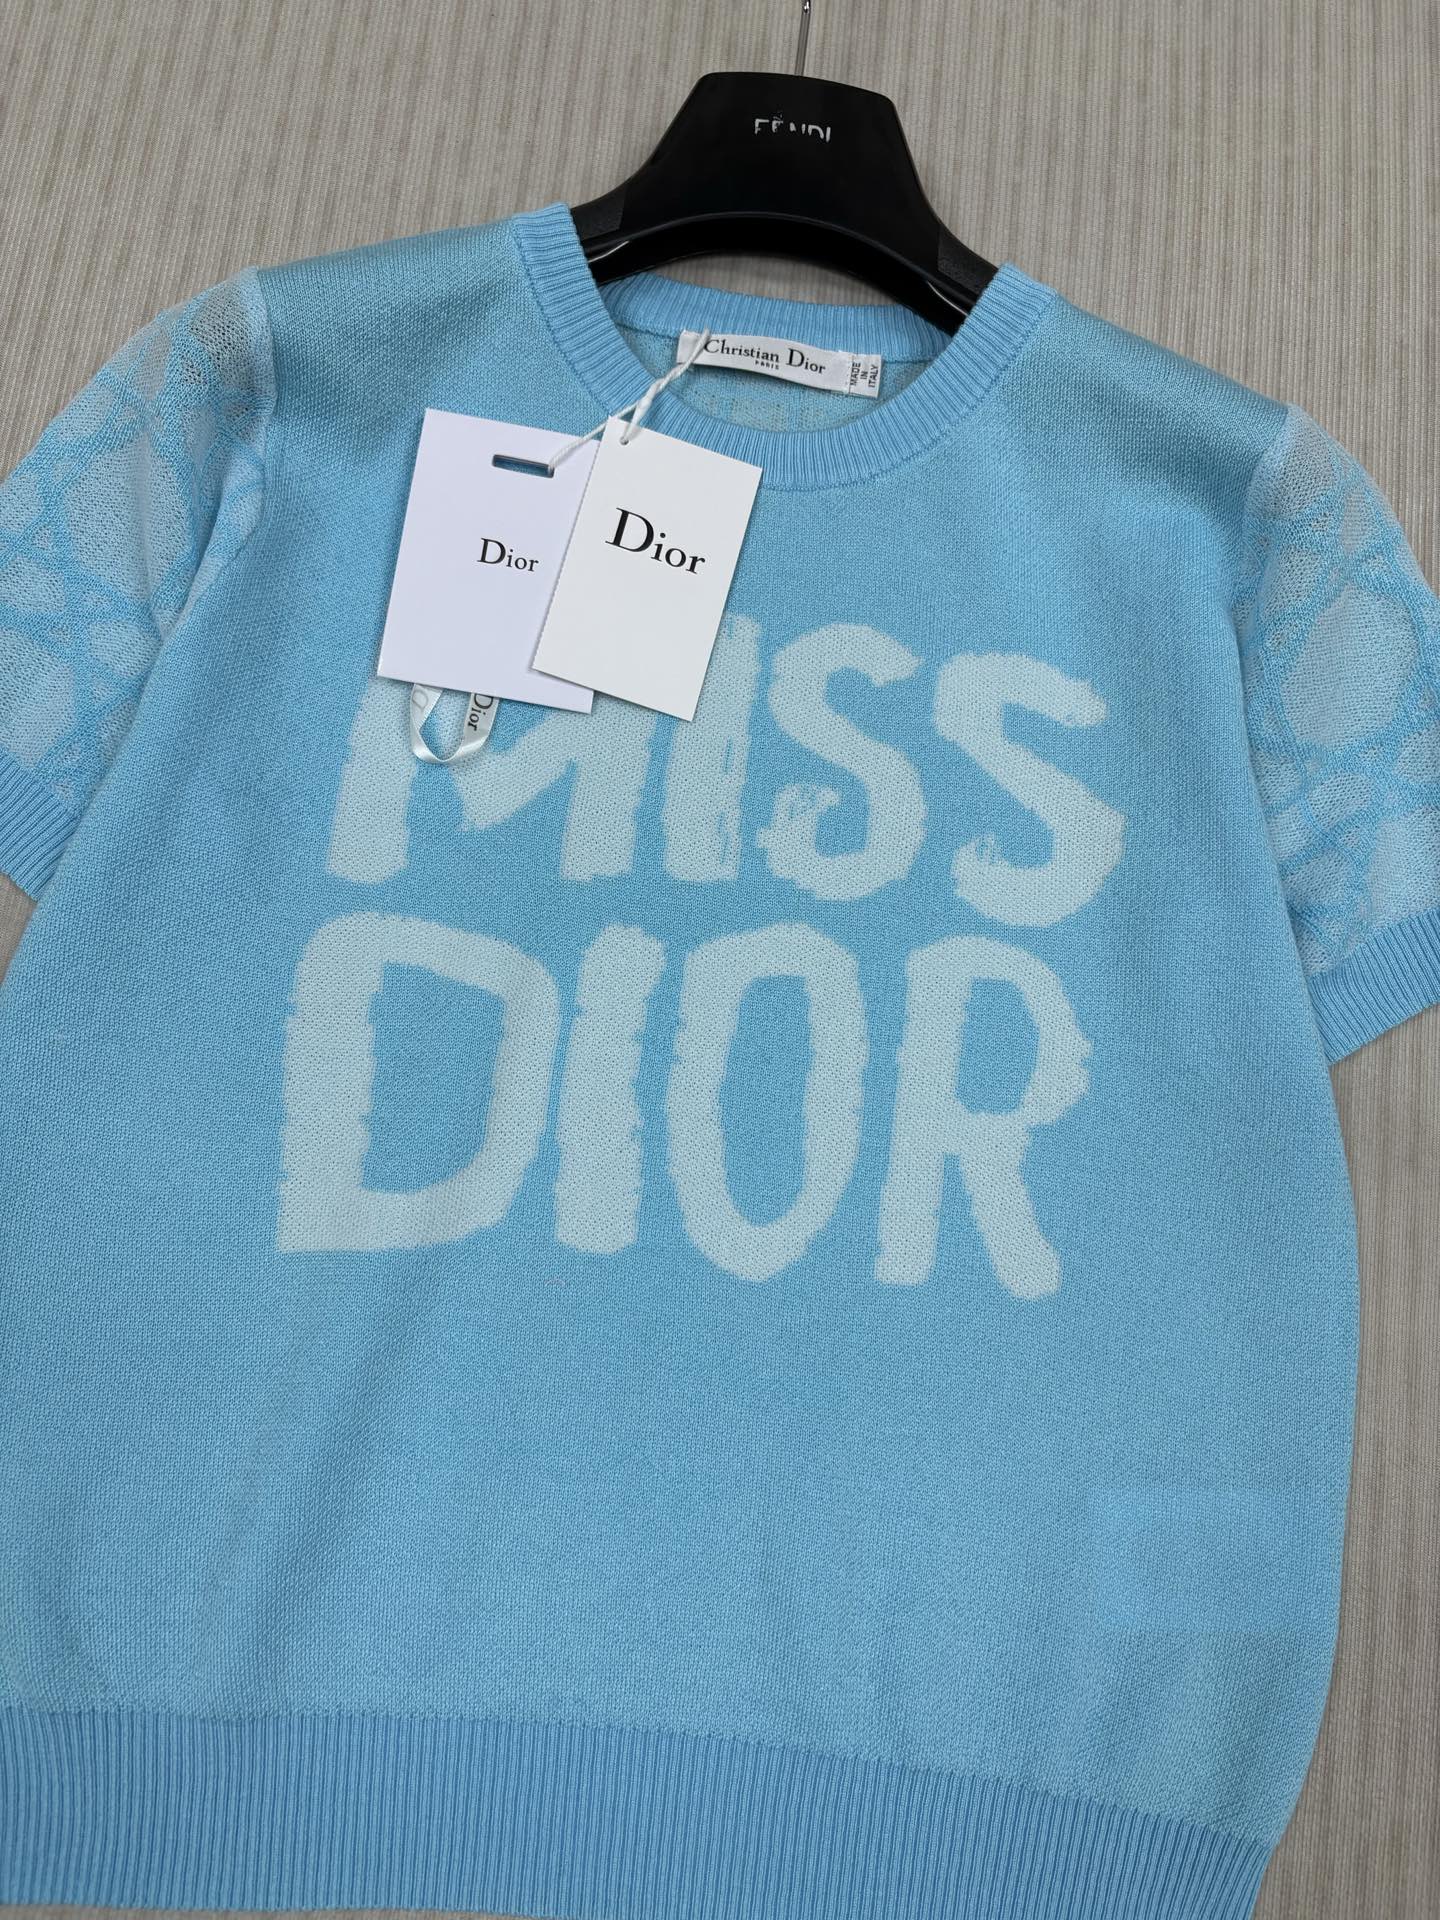 FENDI
Christian Dior
PARIS
MADE
IN
ITALY
Dior
Dior
Dior
MISS
DIOR